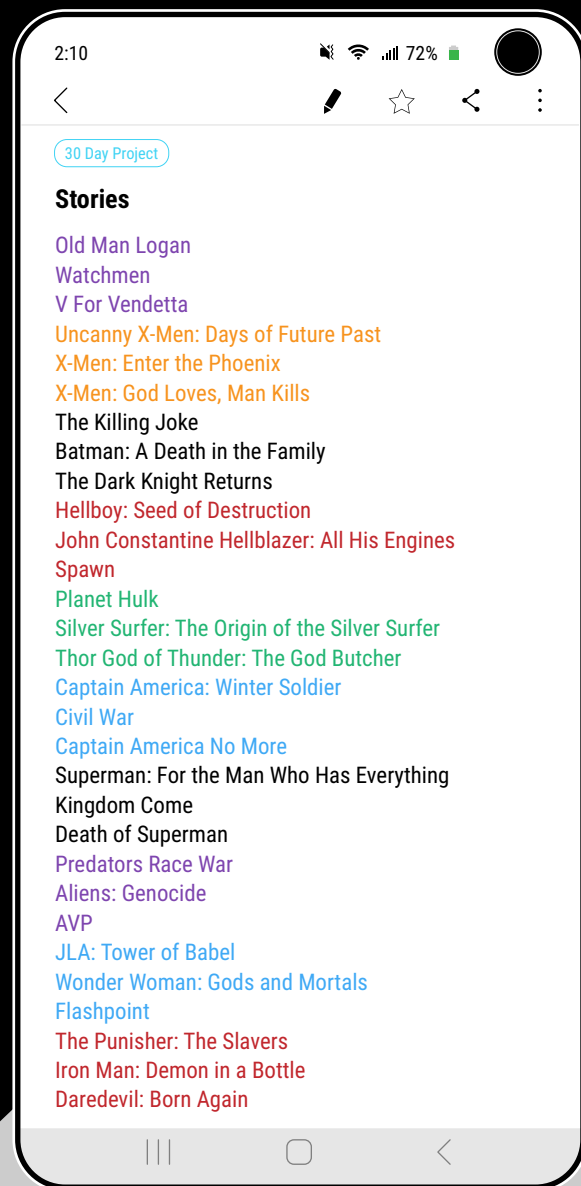 2:10
72%
30 Day Project
Stories
Old Man Logan
Watchmen
V For Vendetta
Uncanny X-Men: Days of Future Past
X-Men: Enter the Phoenix
X-Men: God Loves, Man Kills
The Killing Joke
Batman: A Death in the Family
The Dark Knight Returns
Hellboy: Seed of Destruction
John Constantine Hellblazer: All His Engines
Spawn
Planet Hulk
Silver Surfer: The Origin of the Silver Surfer
Thor God of Thunder: The God Butcher
Captain America: Winter Soldier
Civil War
Captain America No More
Superman: For the Man Who Has Everything
Kingdom Come
Death of Superman
Predators Race War
Aliens: Genocide
AVP
JLA: Tower of Babel
Wonder Woman: Gods and Mortals
Flashpoint
The Punisher: The Slavers
Iron Man: Demon in a Bottle
Daredevil: Born Again